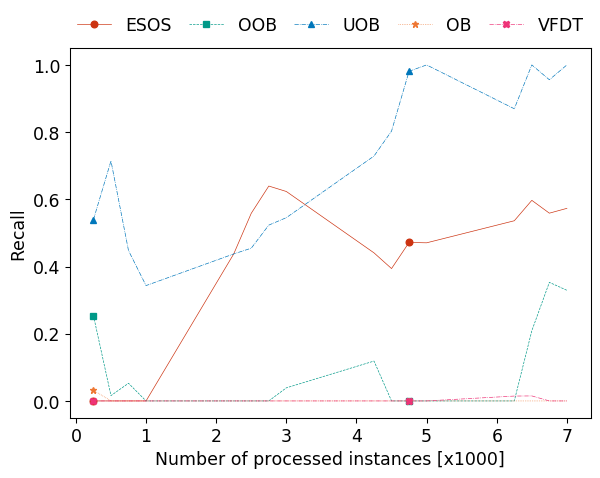 ESOS OOB UOB OB VFDT
1.0
0.8
0.6
0.4
0.2
0.0
Recall
0 1 2 3 4 5 6 7
Number of processed instances [x1000]